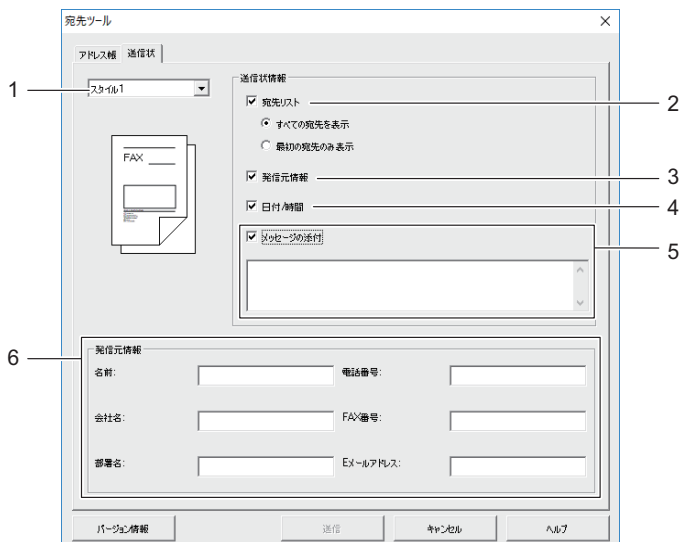 宛先ツール
アドレス帳 送信状
1 スタイル1
送信状情報
宛先リスト 2
すべての宛先を表示
最初の宛先のみ表示
FAX
発信元情報 3
日付/時間 4
メッセージの添付 5
6
発信元情報
名前: 電話番号:
会社名: FAX番号:
部署名: Eメールアドレス:
バージョン情報 送信 キャンセル ヘルプ